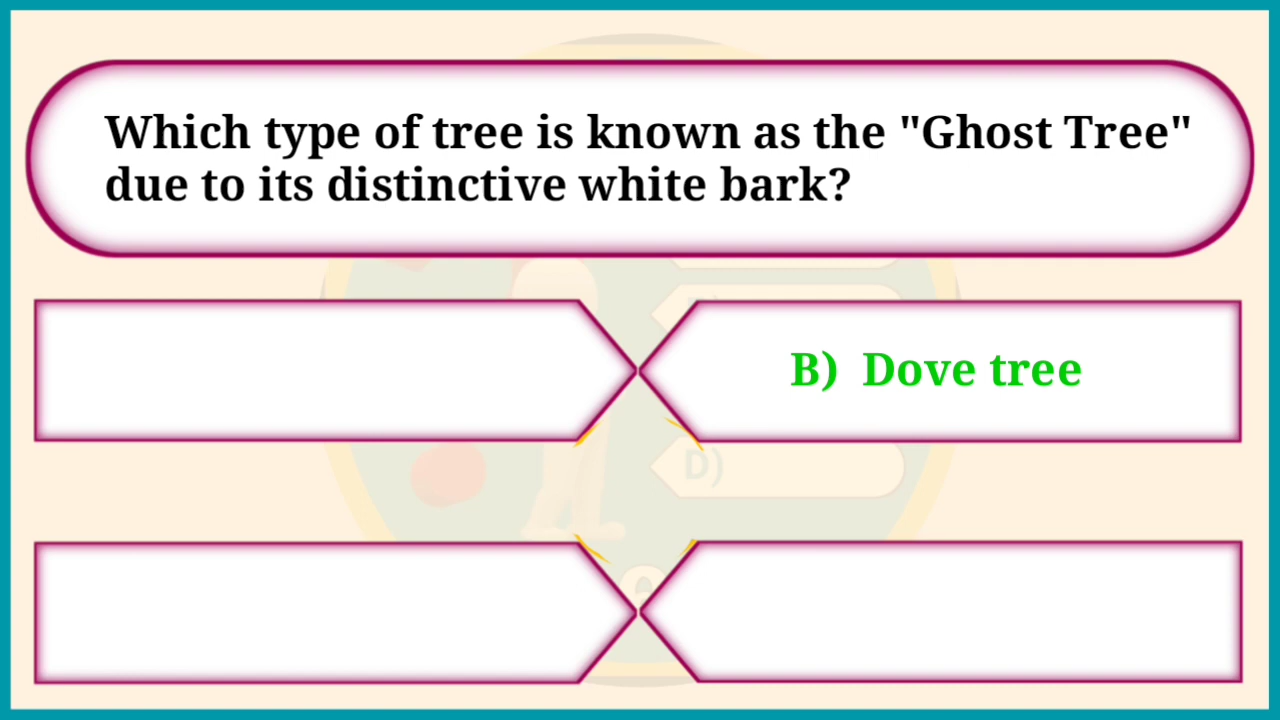 Which type of tree is known as the "Ghost Tree"
due to its distinctive white bark?
B) Dove tree
D)